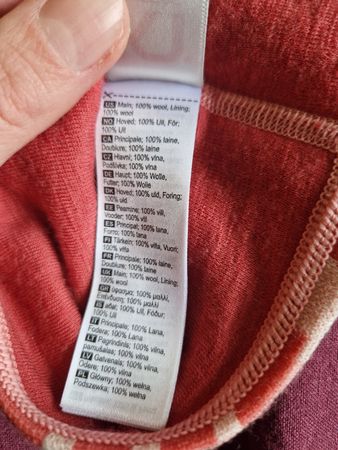 US Main; 100% wool, Lining;
100% wool
NO Hoved; 100% Ull, Fôr;
100% Ull
CA Principale; 100% laine
Doublure; 100% laine
CZ Hlavní; 100% vlna,
Podšívka; 100% vlna
DE Haupt; 100% Wolle
Futter; 100% Wolle
DK Hoved; 100% uld, Foring;
100% uld
EE Peamine; 100% vill,
Vooder; 100% vill
ES Principal; 100% lana,
Forro; 100% lana
FI Tärkein; 100% villa, Vuori;
100% villa
FR Principale; 100% laine,
Doublure; 100% laine
UK Main; 100% wool, Lining;
100% wool
GR ύφασμα; 100% μαλλί,
Επένδυση; 100% μαλλί
IS 100% ull, Fóður;
100% Ull
IT Principale; 100% Lana,
Fodera; 100% Lana
LT Pagrindinis; 100% vilna,
pamušalas; 100% vilna
LV Galvenais; 100% vilna,
Odere; 100% vilna
PL Główny; 100% wełna,
Podszewka; 100% wełna